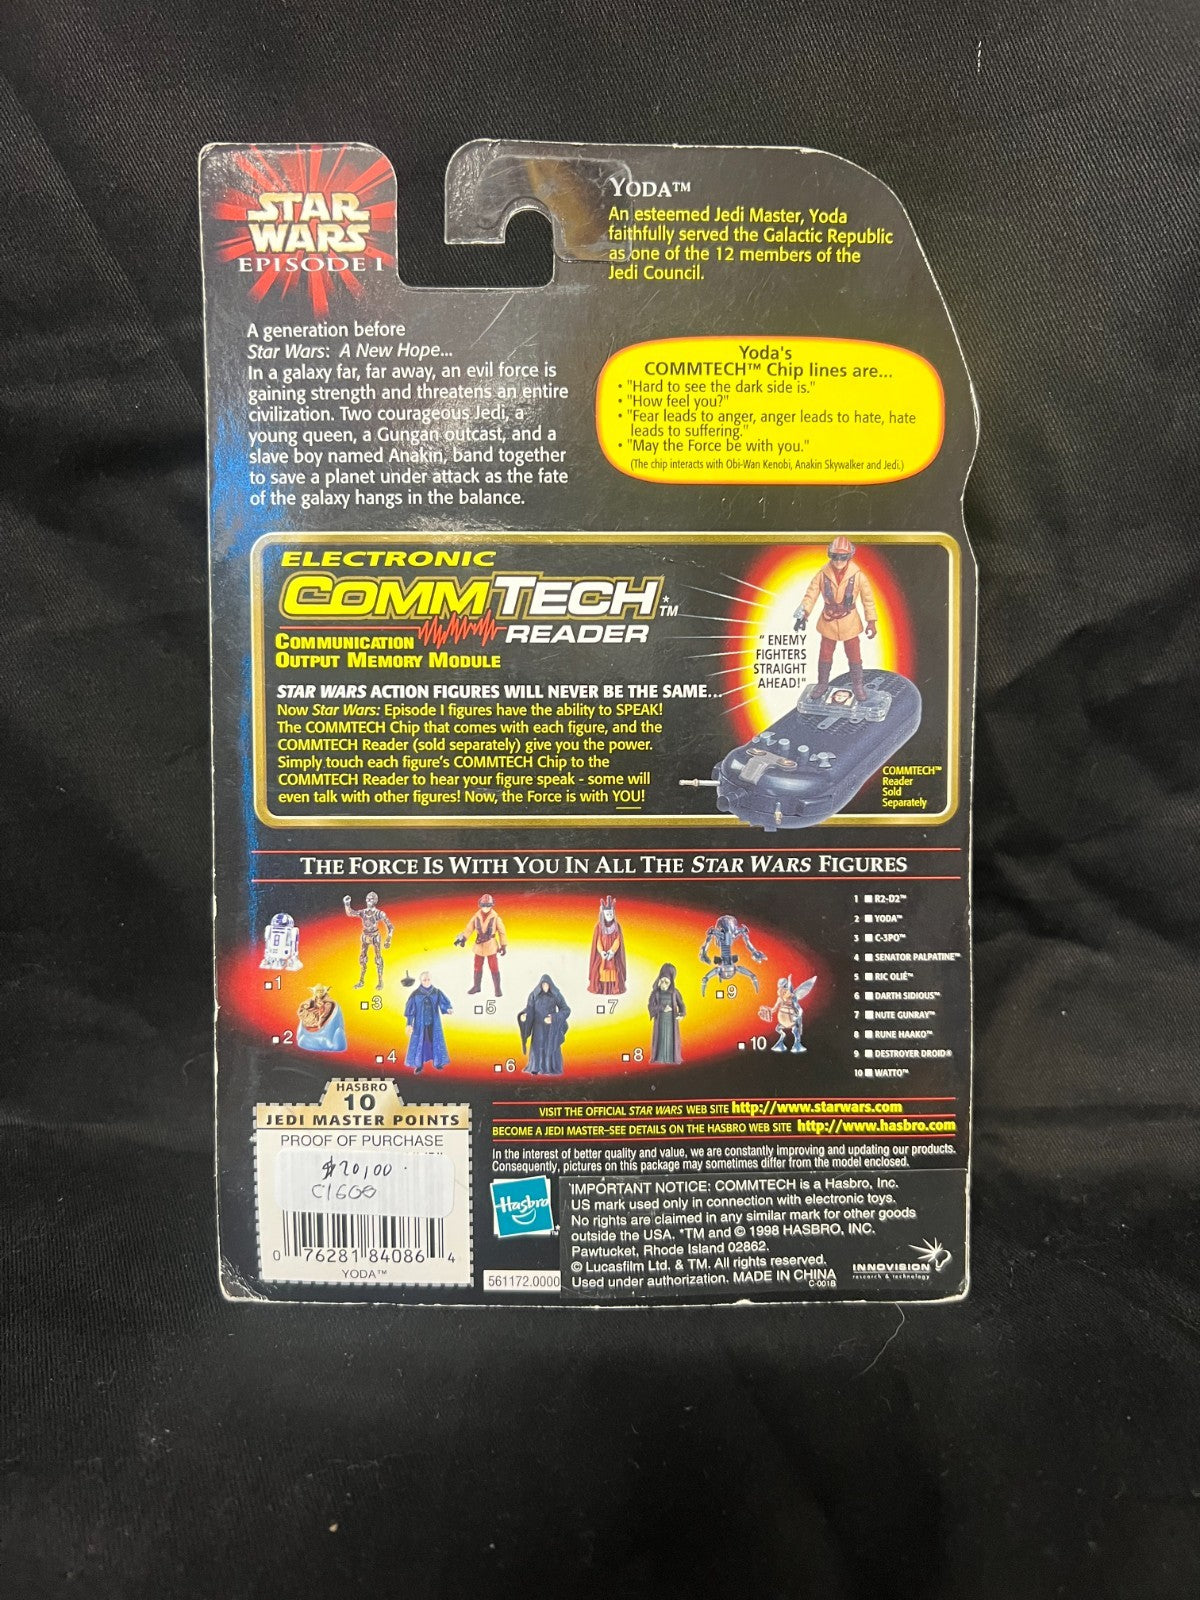 STAR
WARS
EPISODE I
YODA™
An esteemed Jedi Master, Yoda
faithfully served the Galactic Republic
as one of the 12 members of the
Jedi Council.
A generation before
Star Wars: A New Hope...
In a galaxy far, far away, an evil force is
gaining strength and threatens an entire
civilization. Two courageous Jedi, a
young queen, a Gungan outcast, and a
slave boy named Anakin, band together
to save a planet under attack as the fate
of the galaxy hangs in the balance.
Yoda's
COMMTECH™ Chip lines are...
• "Hard to see the dark side is."
• "How feel you?"
• "Fear leads to anger, anger leads to hate, hate
leads to suffering."
• "May the Force be with you."
(The chip interacts with Obi-Wan Kenobi, Anakin Skywalker and Jedi.)
ELECTRONIC
COMMTECH*™
READER
COMMUNICATION
OUTPUT MEMORY MODULE
STAR WARS ACTION FIGURES WILL NEVER BE THE SAME...
Now Star Wars: Episode I figures have the ability to SPEAK!
The COMMTECH Chip that comes with each figure, and the
COMMTECH Reader (sold separately) give you the power.
Simply touch each figure's COMMTECH Chip to the
COMMTECH Reader to hear your figure speak - some will
even talk with other figures! Now, the Force is with YOU!
" ENEMY
FIGHTERS
STRAIGHT
AHEAD!"
COMMTECH™
Reader
Sold
Separately
THE FORCE IS WITH YOU IN ALL THE STAR WARS FIGURES
1
2
3
4
5
6
7
8
9
10
1 R2-D2™
2 YODA™
3 C-3PO™
4 SENATOR PALPATINE™
5 RIC OLIÉ™
6 DARTH SIDIOUS™
7 NUTE GUNRAY™
8 RUNE HAAKO™
9 DESTROYER DROID®
10 WATTO™
HASBRO
10
JEDI MASTER POINTS
PROOF OF PURCHASE
$20,00
C1600
0 76281 84086 4
YODA™
VISIT THE OFFICIAL STAR WARS WEB SITE http://www.starwars.com
BECOME A JEDI MASTER–SEE DETAILS ON THE HASBRO WEB SITE http://www.hasbro.com
In the interest of better quality and value, we are constantly improving and updating our products.
Consequently, pictures on this package may sometimes differ from the model enclosed.
Hasbro
561172.0000
IMPORTANT NOTICE: COMMTECH is a Hasbro, Inc.
US mark used only in connection with electronic toys.
No rights are claimed in any similar mark for other goods
outside the USA. *TM and © 1998 HASBRO, INC.
Pawtucket, Rhode Island 02862.
© Lucasfilm Ltd. & TM. All rights reserved.
Used under authorization. MADE IN CHINA
C-001B
INNOVISION
research & technology